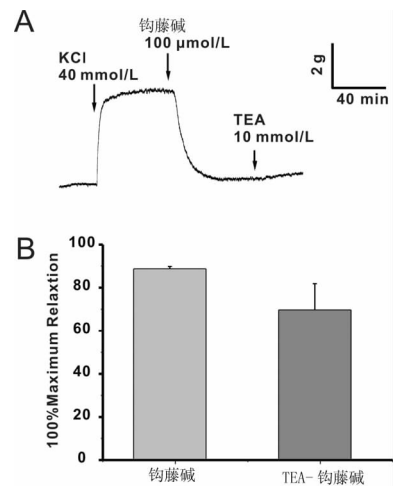 A
KCl
40 mmol/L
钩藤碱
100 μmol/L
TEA
10 mmol/L
2 g
40 min
B
100%Maximum Relaxtion
100
80
60
40
20
0
钩藤碱
TEA-钩藤碱